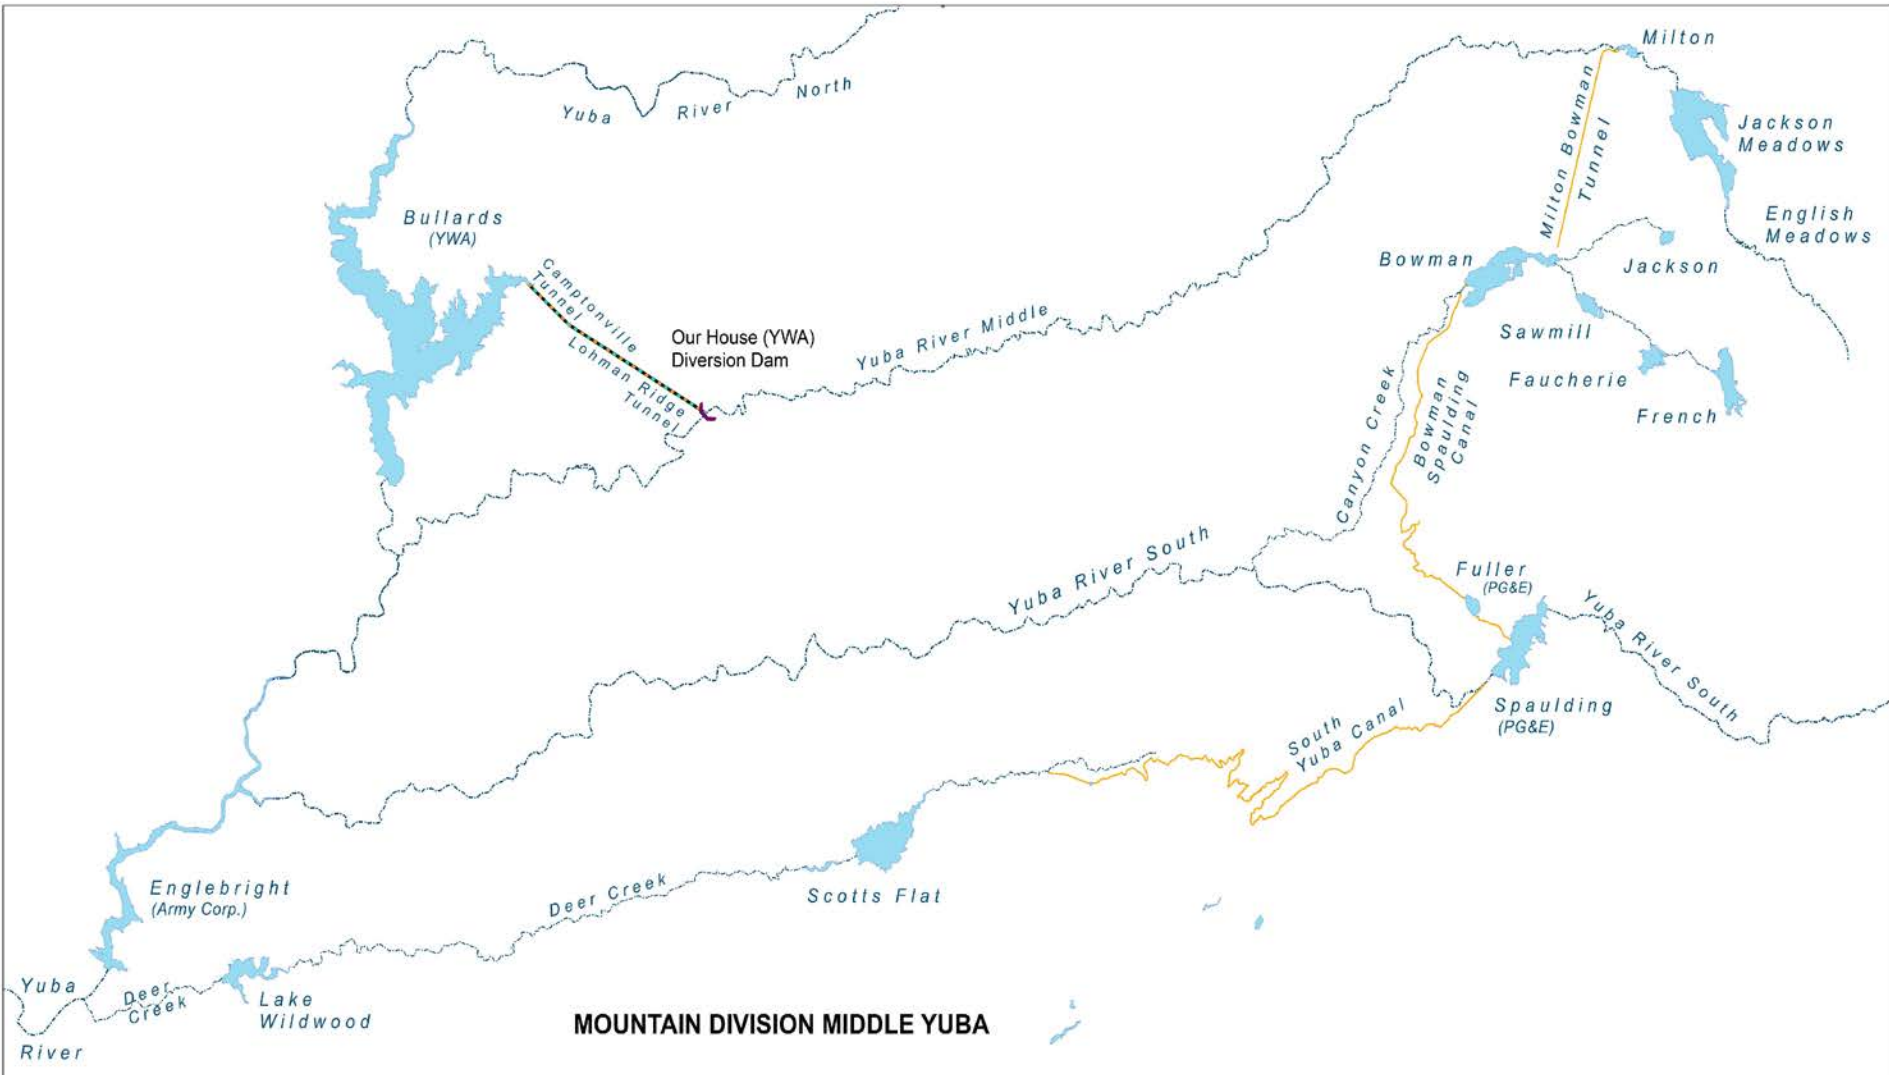 Milton
Yuba River North
Milton Bowman
Tunnel
Jackson
Meadows
Bullards
(YWA)
English
Meadows
Camptonville
Tunnel
Bowman
Jackson
Our House (YWA)
Diversion Dam
Yuba River Middle
Lohman Ridge
Tunnel
Sawmill
Faucherie
French
Canyon Creek
Bowman
Spaulding
Canal
Yuba River South
Fuller
(PG&E)
Yuba River South
Spaulding
(PG&E)
South
Yuba Canal
Englebright
(Army Corp.)
Deer Creek
Scotts Flat
Yuba
River
Deer
Creek
Lake
Wildwood
MOUNTAIN DIVISION MIDDLE YUBA